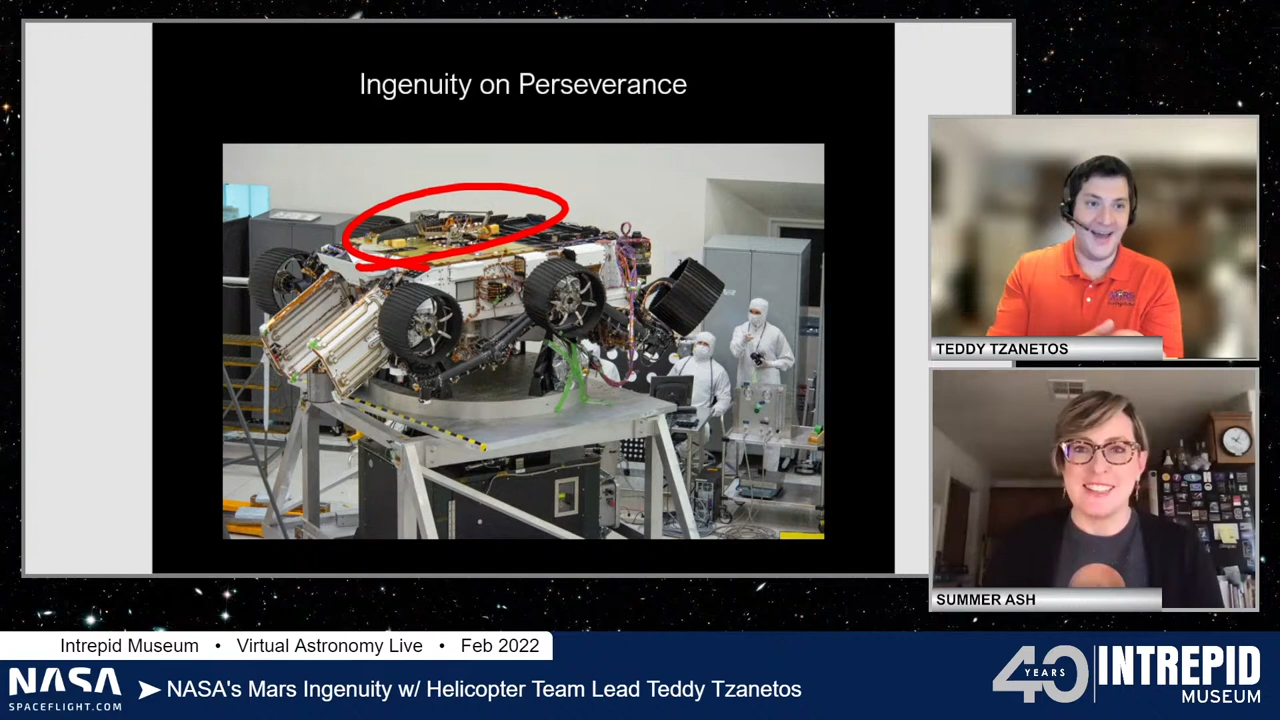 Ingenuity on Perseverance
TEDDY TZANETOS
SUMMER ASH
Intrepid Museum • Virtual Astronomy Live • Feb 2022
NASA
SPACEFLIGHT.COM
NASA's Mars Ingenuity w/ Helicopter Team Lead Teddy Tzanetos
40
YEARS
INTREPID
MUSEUM